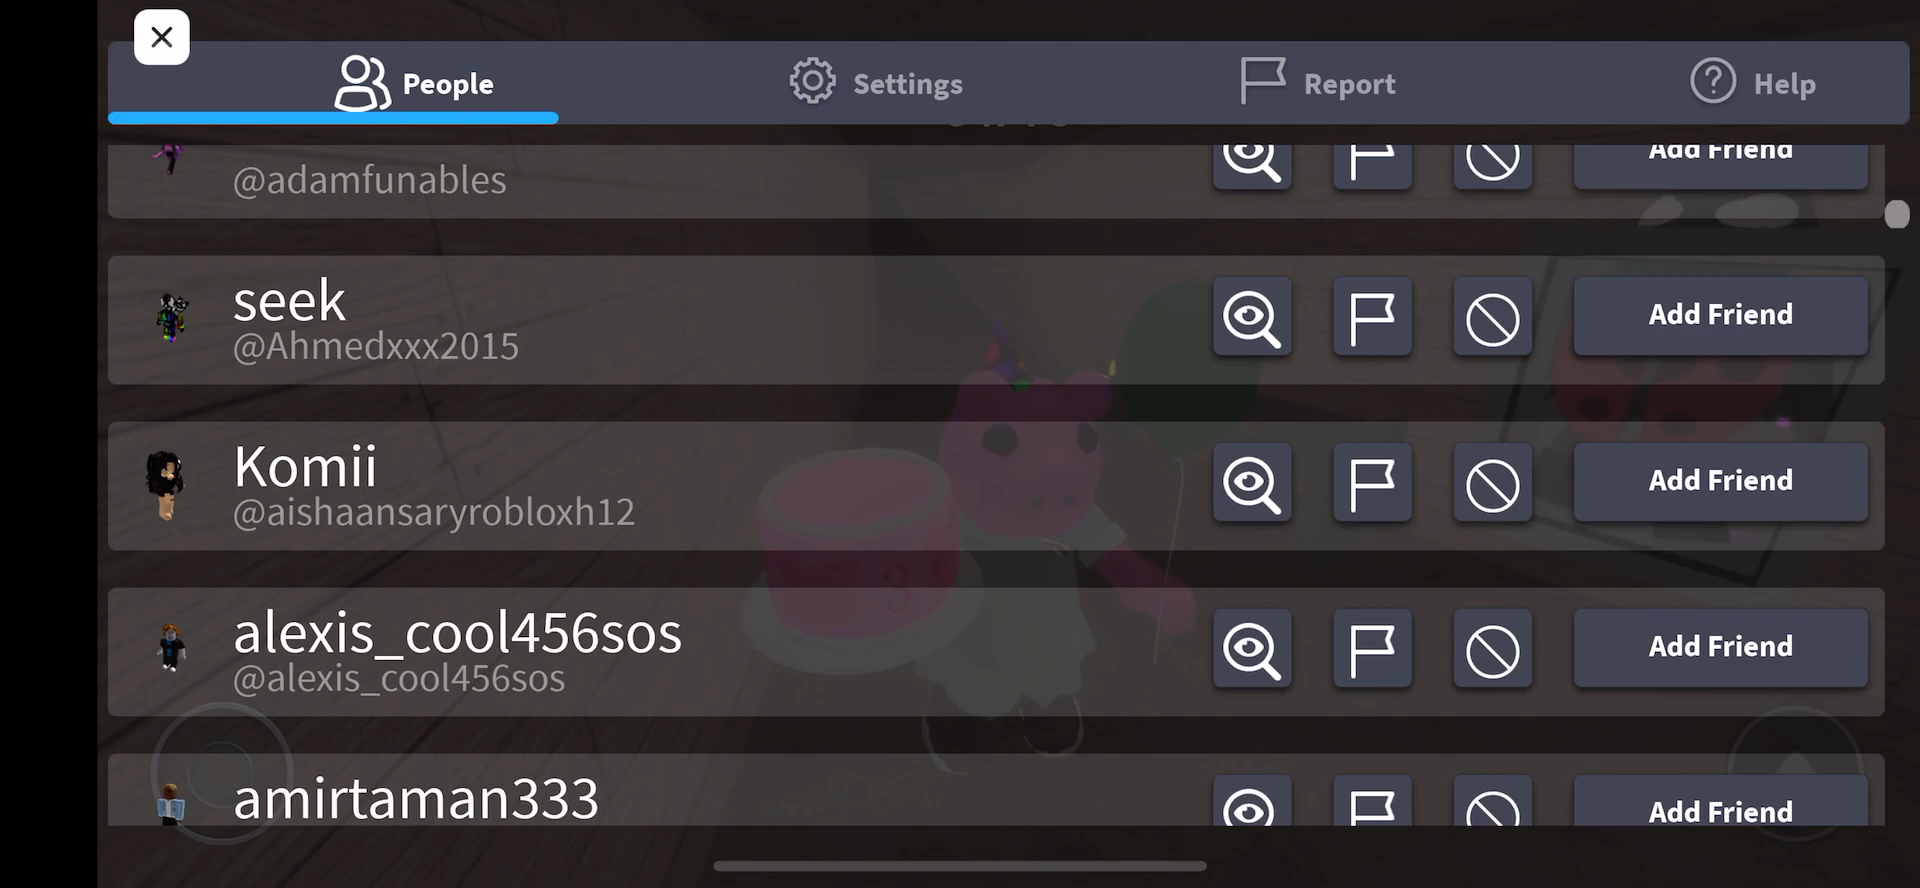 People
Settings
Report
Help
@adamfunables
Add Friend
seek
@Ahmedxxx2015
Add Friend
Komii
@aishaansaryrobloxh12
Add Friend
alexis_cool456sos
@alexis_cool456sos
Add Friend
amirtaman333
Add Friend